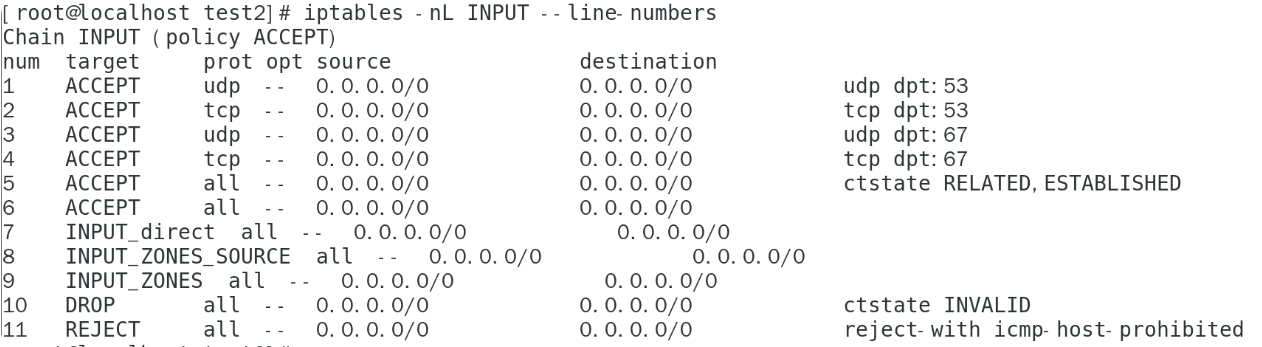 [root@localhost test2]# iptables -nL INPUT --line-numbers
Chain INPUT (policy ACCEPT)
num  target     prot opt source               destination
1    ACCEPT     udp  --  0.0.0.0/0            0.0.0.0/0            udp dpt:53
2    ACCEPT     tcp  --  0.0.0.0/0            0.0.0.0/0            tcp dpt:53
3    ACCEPT     udp  --  0.0.0.0/0            0.0.0.0/0            udp dpt:67
4    ACCEPT     tcp  --  0.0.0.0/0            0.0.0.0/0            tcp dpt:67
5    ACCEPT     all  --  0.0.0.0/0            0.0.0.0/0            ctstate RELATED,ESTABLISHED
6    ACCEPT     all  --  0.0.0.0/0            0.0.0.0/0
7    INPUT_direct  all  --  0.0.0.0/0            0.0.0.0/0
8    INPUT_ZONES_SOURCE  all  --  0.0.0.0/0            0.0.0.0/0
9    INPUT_ZONES  all  --  0.0.0.0/0            0.0.0.0/0
10   DROP       all  --  0.0.0.0/0            0.0.0.0/0            ctstate INVALID
11   REJECT     all  --  0.0.0.0/0            0.0.0.0/0            reject-with icmp-host-prohibited